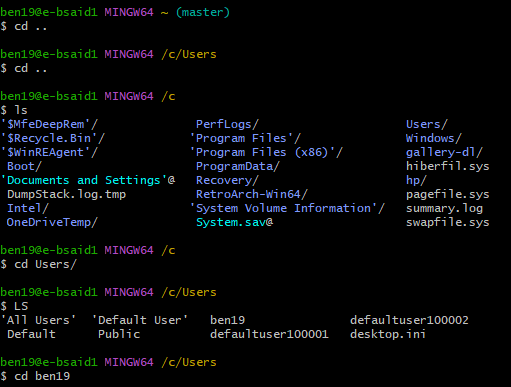 ben19@e-bsaid1 MINGW64 ~ (master)
$ cd ..
ben19@e-bsaid1 MINGW64 /c/Users
$ cd ..
ben19@e-bsaid1 MINGW64 /c
$ ls
'$MfeDeepRem'/ PerfLogs/ Users/
'$Recycle.Bin'/ 'Program Files'/ Windows/
'$WinREAgent'/ 'Program Files (x86)'/ gallery-dl/
Boot/ ProgramData/ hiberfil.sys
'Documents and Settings'@ Recovery/ hp/
DumpStack.log.tmp RetroArch-Win64/ pagefile.sys
Intel/ 'System Volume Information'/ summary.log
OneDriveTemp/ System.sav@ swapfile.sys
ben19@e-bsaid1 MINGW64 /c
$ cd Users/
ben19@e-bsaid1 MINGW64 /c/Users
$ LS
'All Users' 'Default User' ben19 defaultuser100002
Default Public defaultuser100001 desktop.ini
ben19@e-bsaid1 MINGW64 /c/Users
$ cd ben19